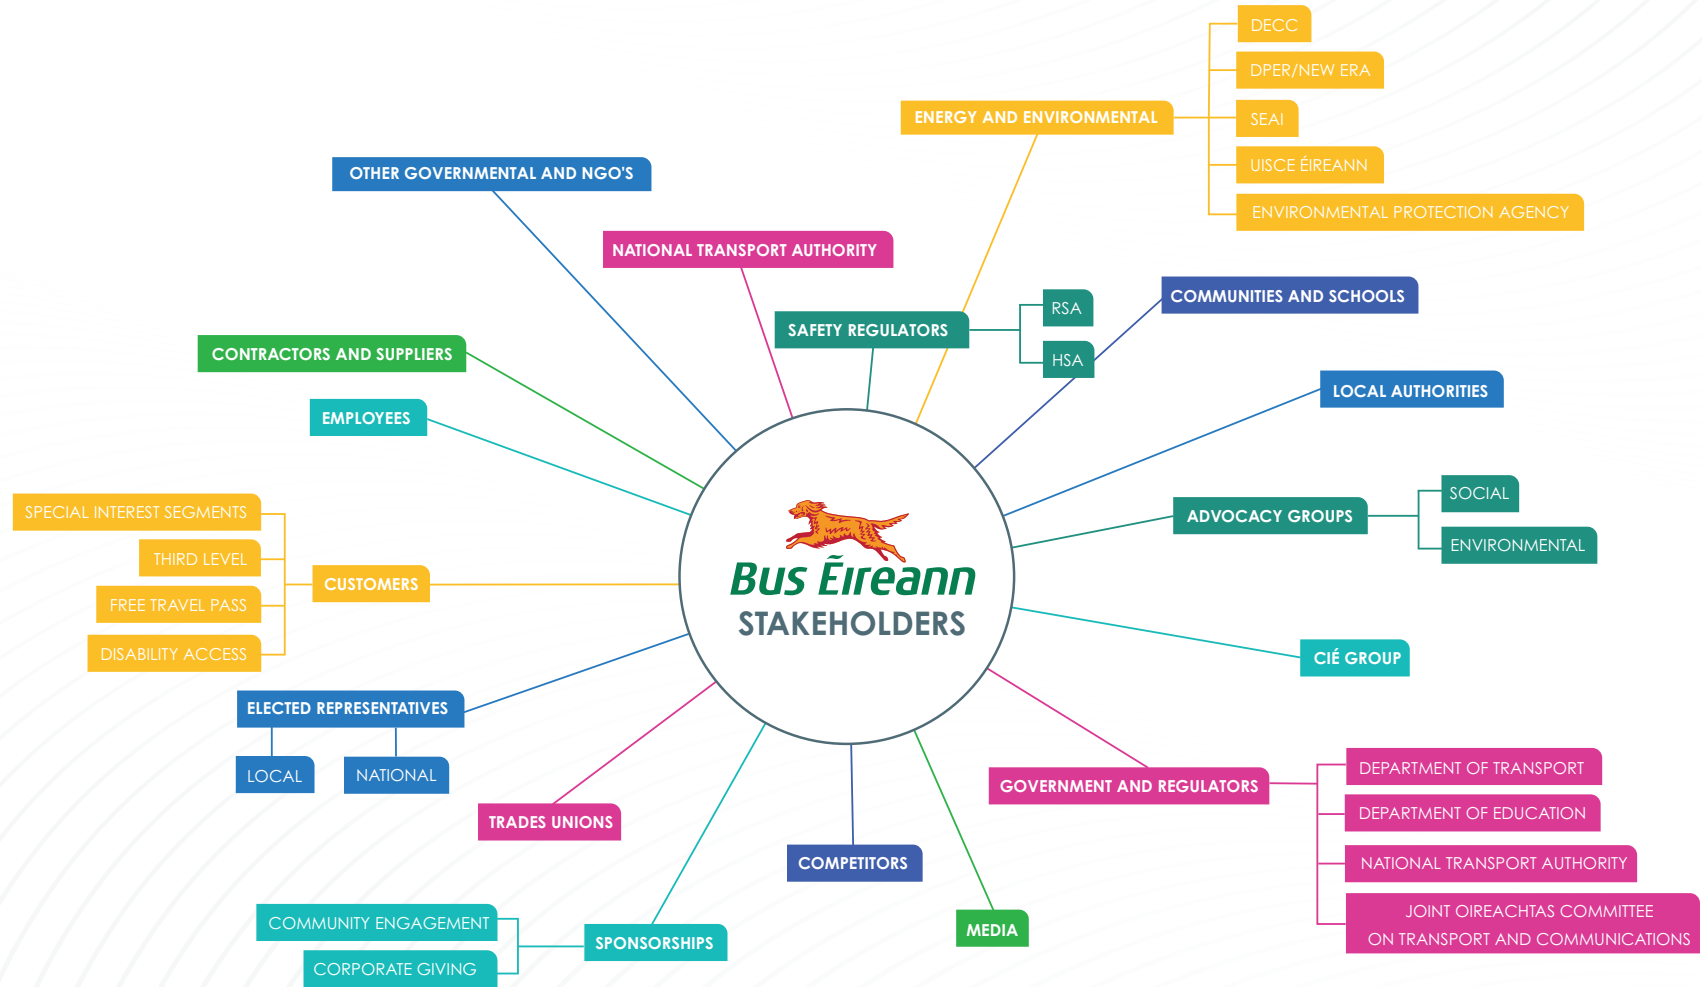 DECC
DPER/NEW ERA
ENERGY AND ENVIRONMENTAL
SEAI
UISCE ÉIREANN
ENVIRONMENTAL PROTECTION AGENCY
OTHER GOVERNMENTAL AND NGO'S
NATIONAL TRANSPORT AUTHORITY
COMMUNITIES AND SCHOOLS
SAFETY REGULATORS
RSA
HSA
CONTRACTORS AND SUPPLIERS
LOCAL AUTHORITIES
EMPLOYEES
ADVOCACY GROUPS
SOCIAL
ENVIRONMENTAL
SPECIAL INTEREST SEGMENTS
THIRD LEVEL
CUSTOMERS
FREE TRAVEL PASS
DISABILITY ACCESS
Bus Éireann
STAKEHOLDERS
CIÉ GROUP
ELECTED REPRESENTATIVES
LOCAL
NATIONAL
GOVERNMENT AND REGULATORS
DEPARTMENT OF TRANSPORT
DEPARTMENT OF EDUCATION
NATIONAL TRANSPORT AUTHORITY
JOINT OIREACHTAS COMMITTEE
ON TRANSPORT AND COMMUNICATIONS
TRADES UNIONS
COMPETITORS
MEDIA
SPONSORSHIPS
COMMUNITY ENGAGEMENT
CORPORATE GIVING